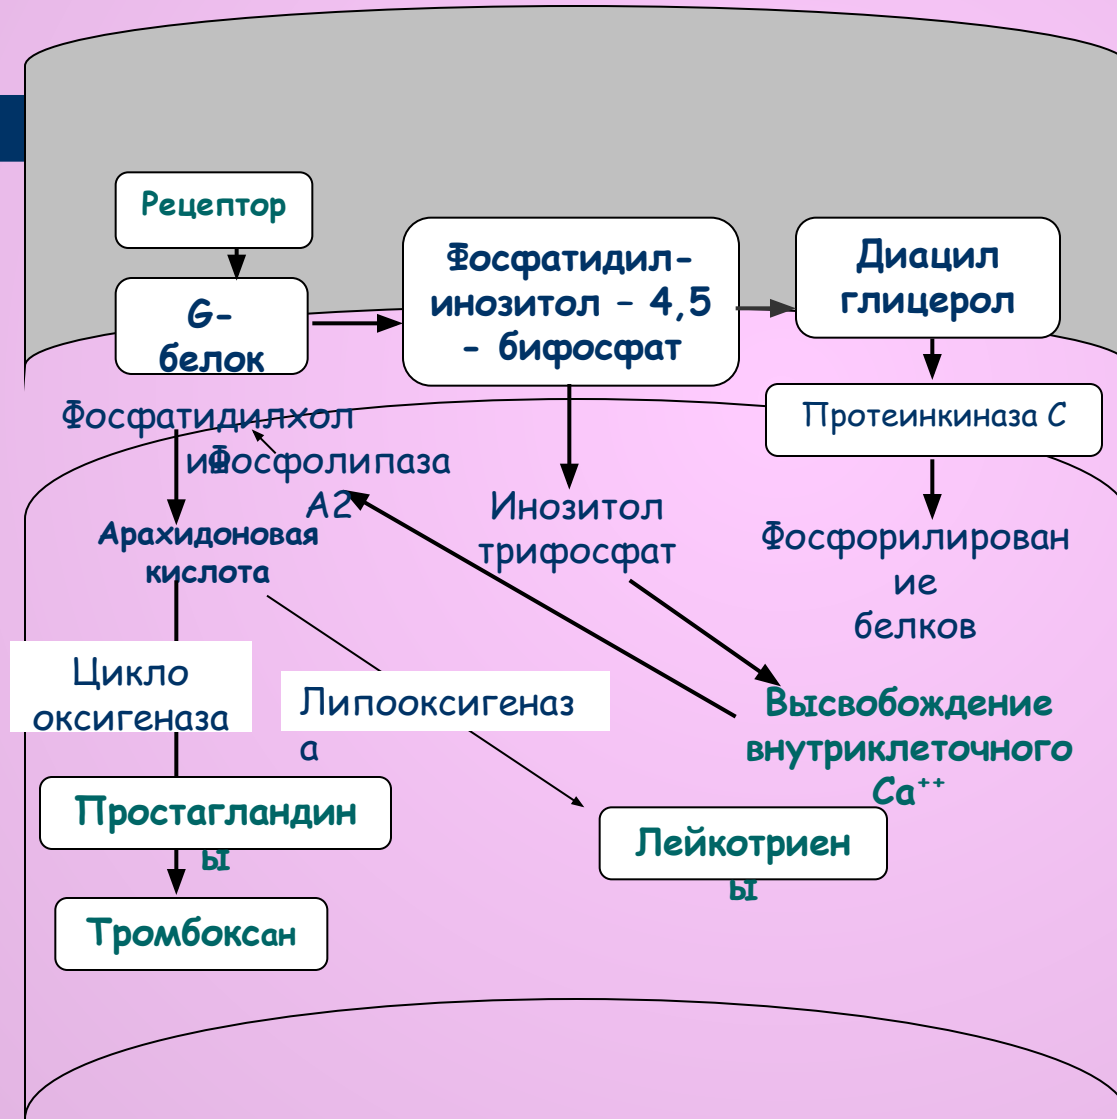 Рецептор
G-
белок
Фосфатидил-
инозитол – 4,5
- бифосфат
Диацил
глицерол
Протеинкиназа С
Фосфатидилхол
ин
Фосфолипаза
А2
Инозитол
трифосфат
Фосфорилирован
ие
белков
Арахидоновая
кислота
Цикло
оксигеназа
Липооксигеназ
а
Высвобождение
внутриклеточного
Ca⁺⁺
Простагландин
ы
Лейкотриен
ы
Тромбоксан